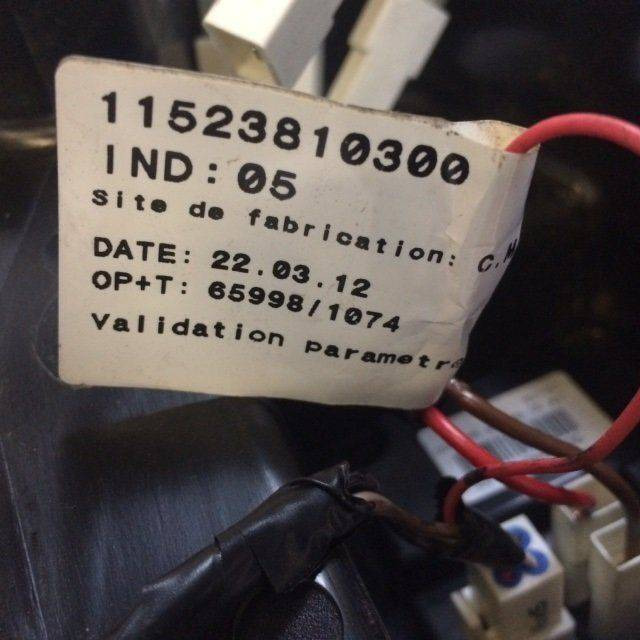 11523810300
IND: 05
Site de fabrication: C.
DATE: 22.03.12
OP+T: 65998/1074
Validation